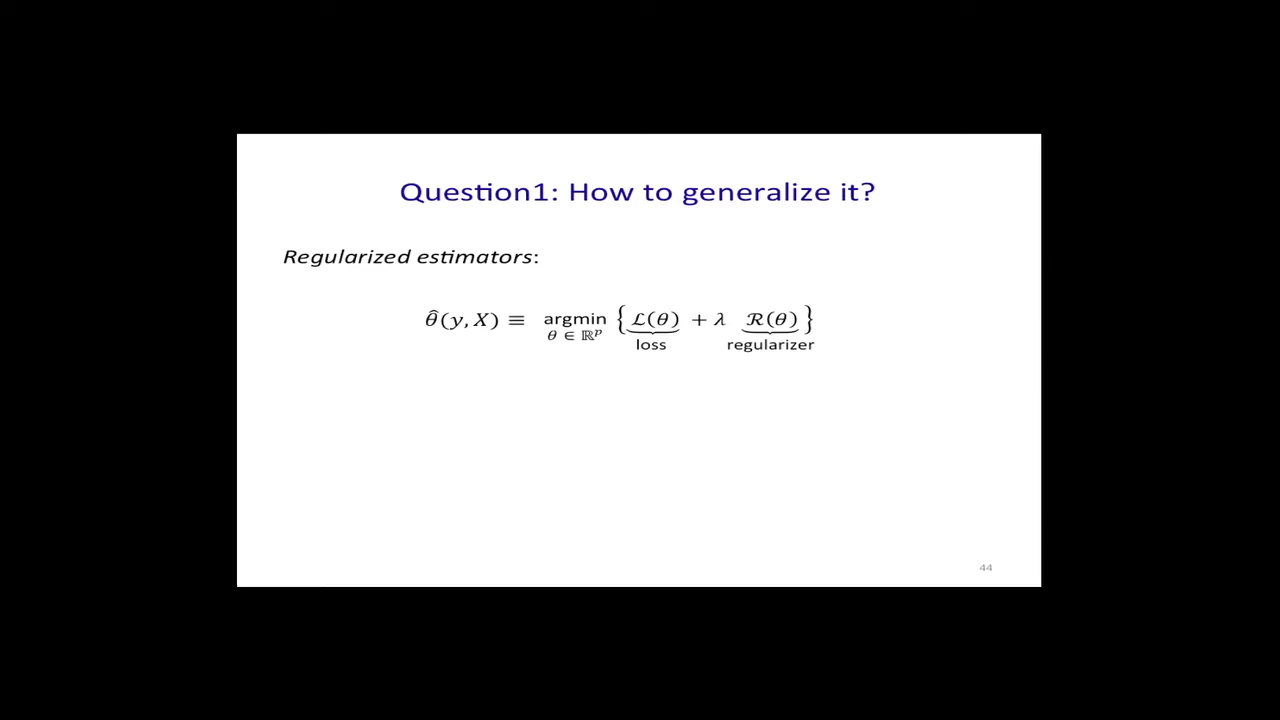 Question1: How to generalize it?
Regularized estimators:
θ̂(y, X) ≡ argmin {ℒ(θ) + λ ℛ(θ)}
θ ∈ ℝᵖ loss regularizer
44